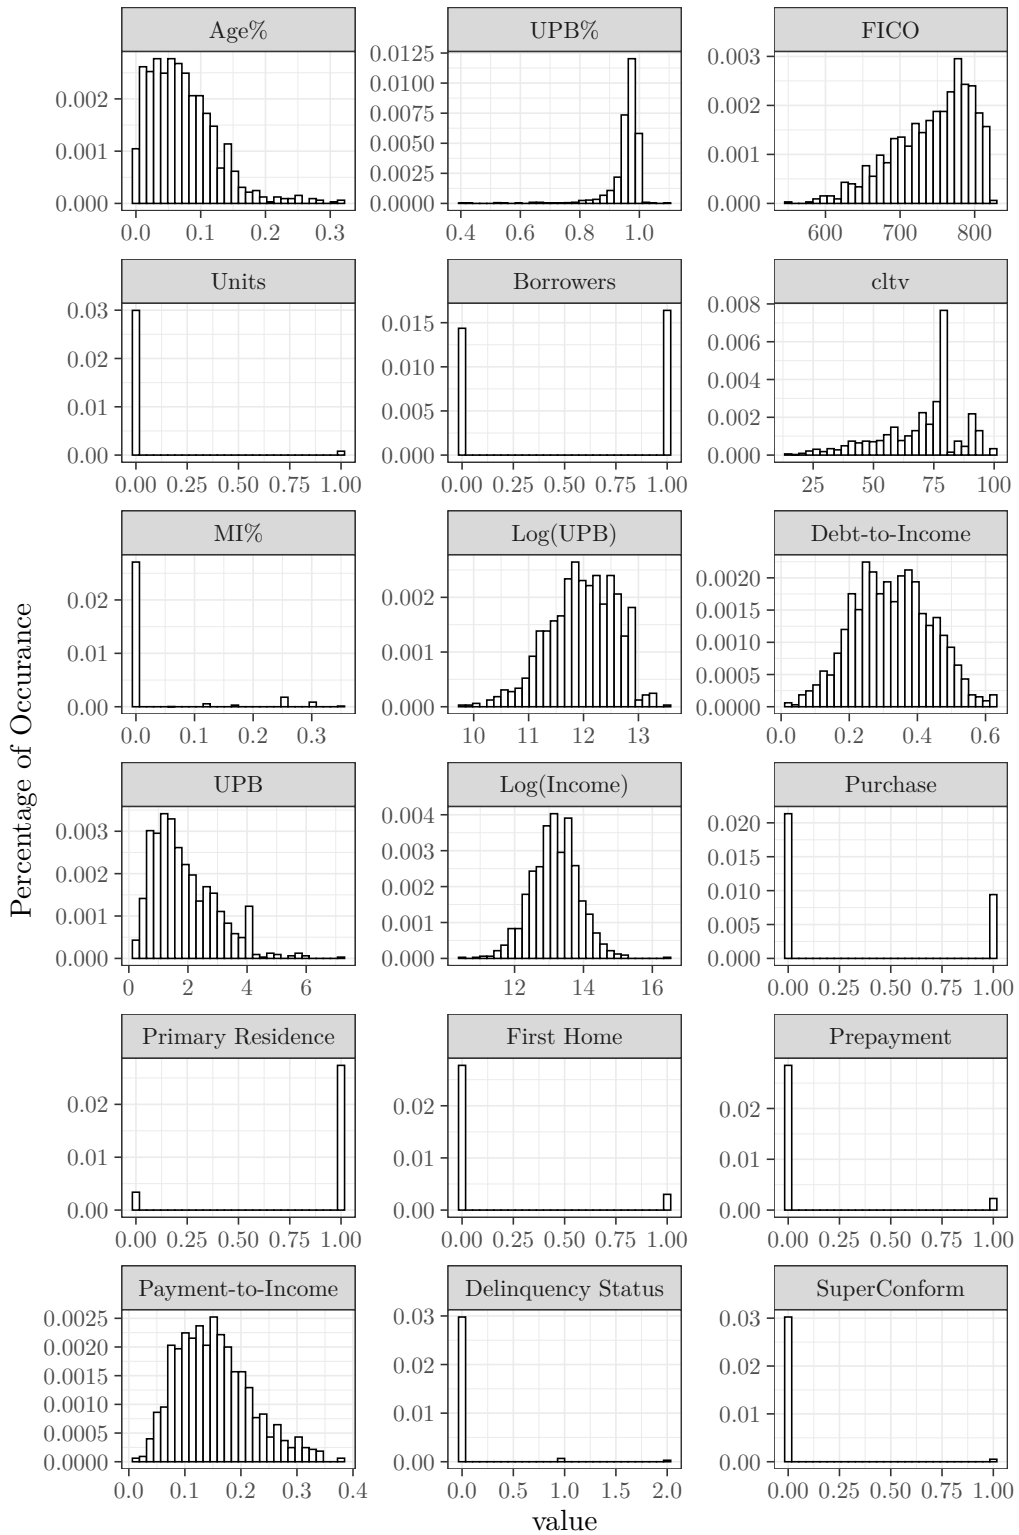 Age% UPB% FICO
0.002 0.001 0.000
0.0125 0.0100 0.0075 0.0050 0.0025 0.0000
0.003 0.002 0.001 0.000
0.0 0.1 0.2 0.3 0.4 0.6 0.8 1.0 600 700 800
Units Borrowers cltv
0.03 0.02 0.01 0.00
0.015 0.010 0.005 0.000
0.008 0.006 0.004 0.002 0.000
0.00 0.25 0.50 0.75 1.00 0.00 0.25 0.50 0.75 1.00 25 50 75 100
MI% Log(UPB) Debt-to-Income
0.02 0.01 0.00
0.002 0.001 0.000
0.0020 0.0015 0.0010 0.0005 0.0000
0.0 0.1 0.2 0.3 10 11 12 13 0.0 0.2 0.4 0.6
Percentage of Occurance
UPB Log(Income) Purchase
0.003 0.002 0.001 0.000
0.004 0.003 0.002 0.001 0.000
0.020 0.015 0.010 0.005 0.000
0 2 4 6 12 14 16 0.00 0.25 0.50 0.75 1.00
Primary Residence First Home Prepayment
0.02 0.01 0.00
0.02 0.01 0.00
0.02 0.01 0.00
0.00 0.25 0.50 0.75 1.00 0.00 0.25 0.50 0.75 1.00 0.00 0.25 0.50 0.75 1.00
Payment-to-Income Delinquency Status SuperConform
0.0025 0.0020 0.0015 0.0010 0.0005 0.0000
0.03 0.02 0.01 0.00
0.03 0.02 0.01 0.00
0.0 0.1 0.2 0.3 0.4 0.0 0.5 1.0 1.5 2.0 0.00 0.25 0.50 0.75 1.00
value